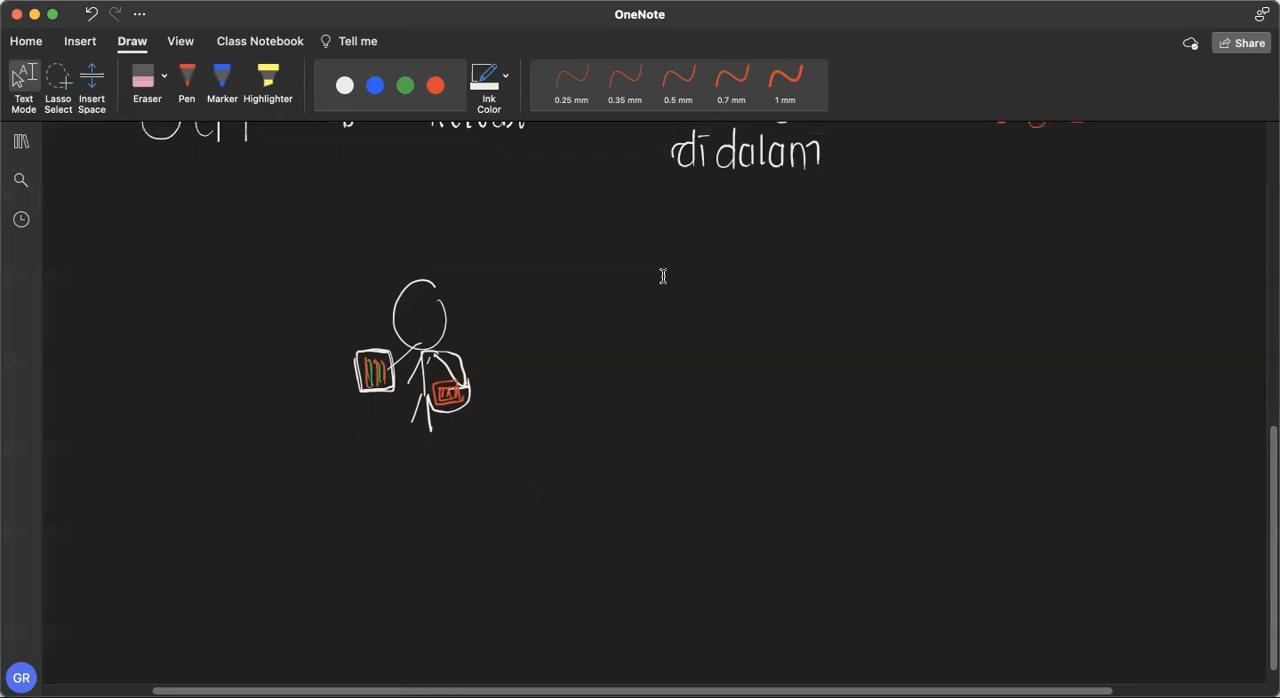 OneNote
Home Insert Draw View Class Notebook Tell me
Share
Text Mode
Lasso Select
Insert Space
Eraser
Pen
Marker
Highlighter
Ink Color
0.25 mm
0.35 mm
0.5 mm
0.7 mm
1 mm
di dalam
GR